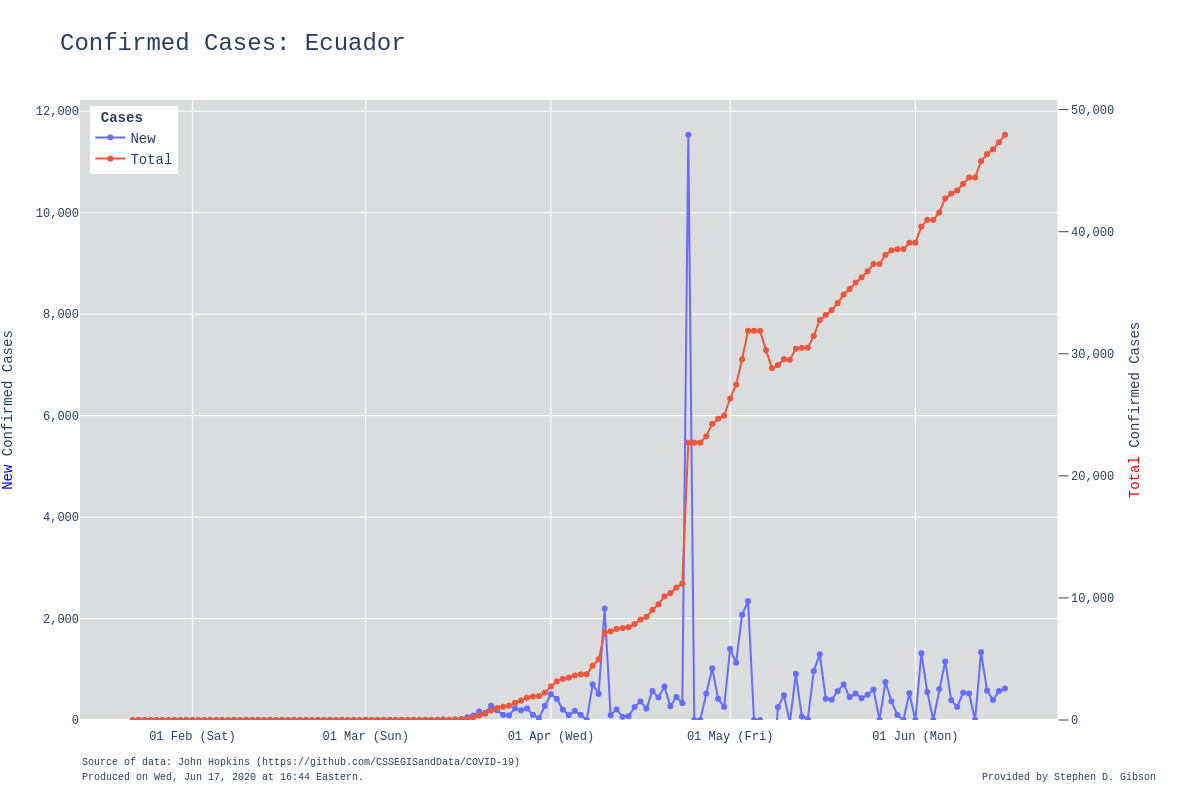 Confirmed Cases: Ecuador
Cases
New
Total
12,000
10,000
8,000
6,000
4,000
2,000
0
50,000
40,000
30,000
20,000
10,000
0
New Confirmed Cases
Total Confirmed Cases
01 Feb (Sat)
01 Mar (Sun)
01 Apr (Wed)
01 May (Fri)
01 Jun (Mon)
Source of data: John Hopkins (https://github.com/CSSEGISandData/COVID-19)
Produced on Wed, Jun 17, 2020 at 16:44 Eastern.
Provided by Stephen D. Gibson